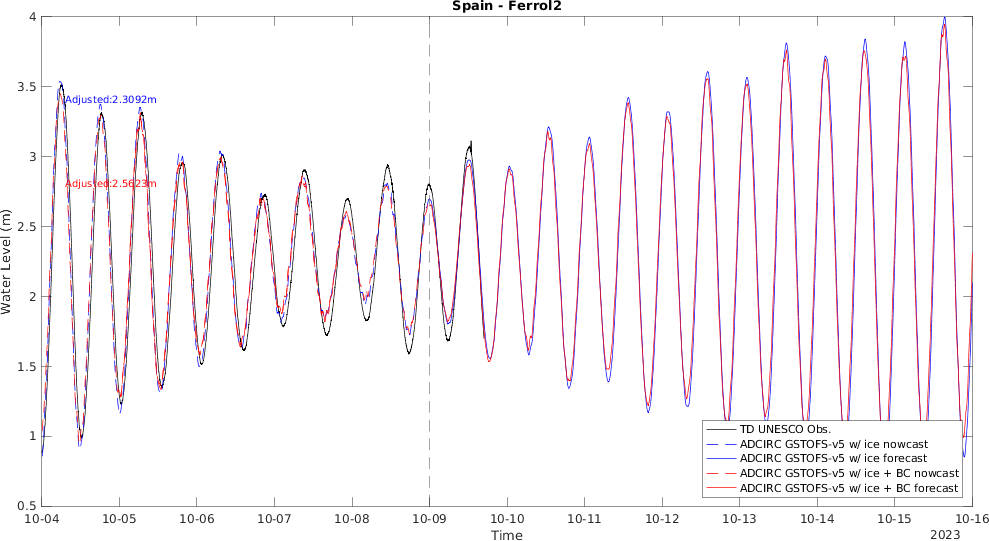 Spain - Ferrol2
Water Level (m)
4
3.5
3
2.5
2
1.5
1
0.5
Adjusted:2.3092m
Adjusted:2.5623m
TD UNESCO Obs.
ADCIRC GSTOFS-v5 w/ ice nowcast
ADCIRC GSTOFS-v5 w/ ice forecast
ADCIRC GSTOFS-v5 w/ ice + BC nowcast
ADCIRC GSTOFS-v5 w/ ice + BC forecast
10-04 10-05 10-06 10-07 10-08 10-09 10-10 10-11 10-12 10-13 10-14 10-15 10-16
Time
2023